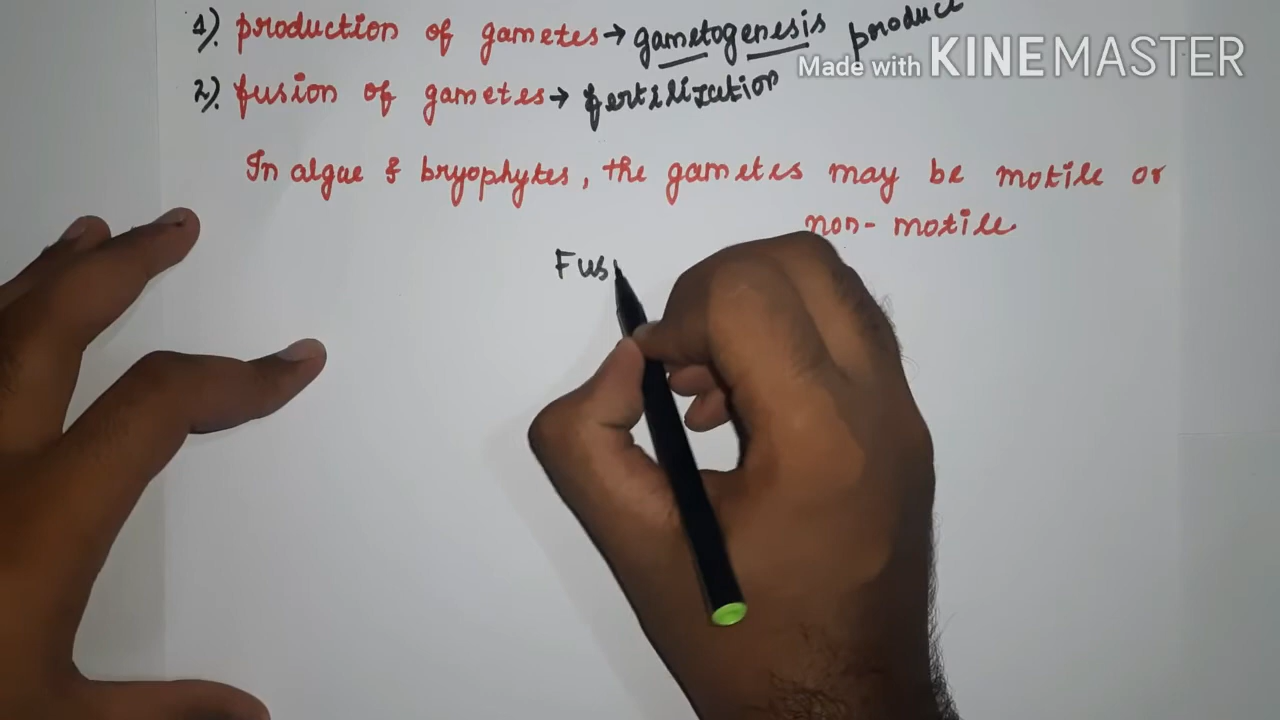 1). production of gametes → gametogenesis product
Made with KINEMASTER
2). fusion of gametes → fertilization
In algae & bryophytes, the gametes may be motile or
non-motile
Fus